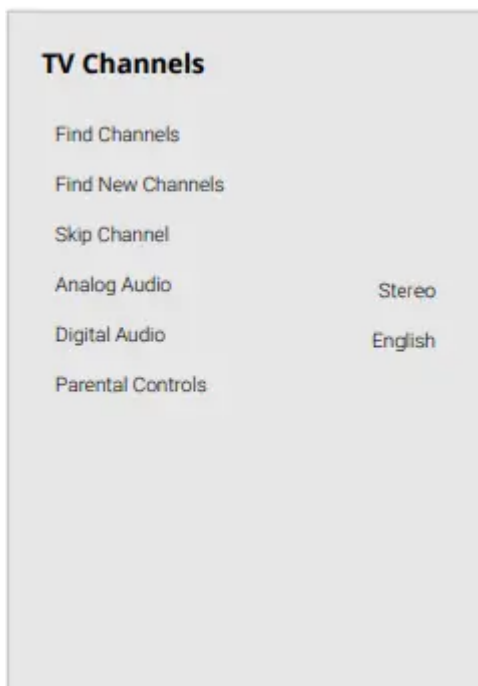 TV Channels
Find Channels
Find New Channels
Skip Channel
Analog Audio Stereo
Digital Audio English
Parental Controls